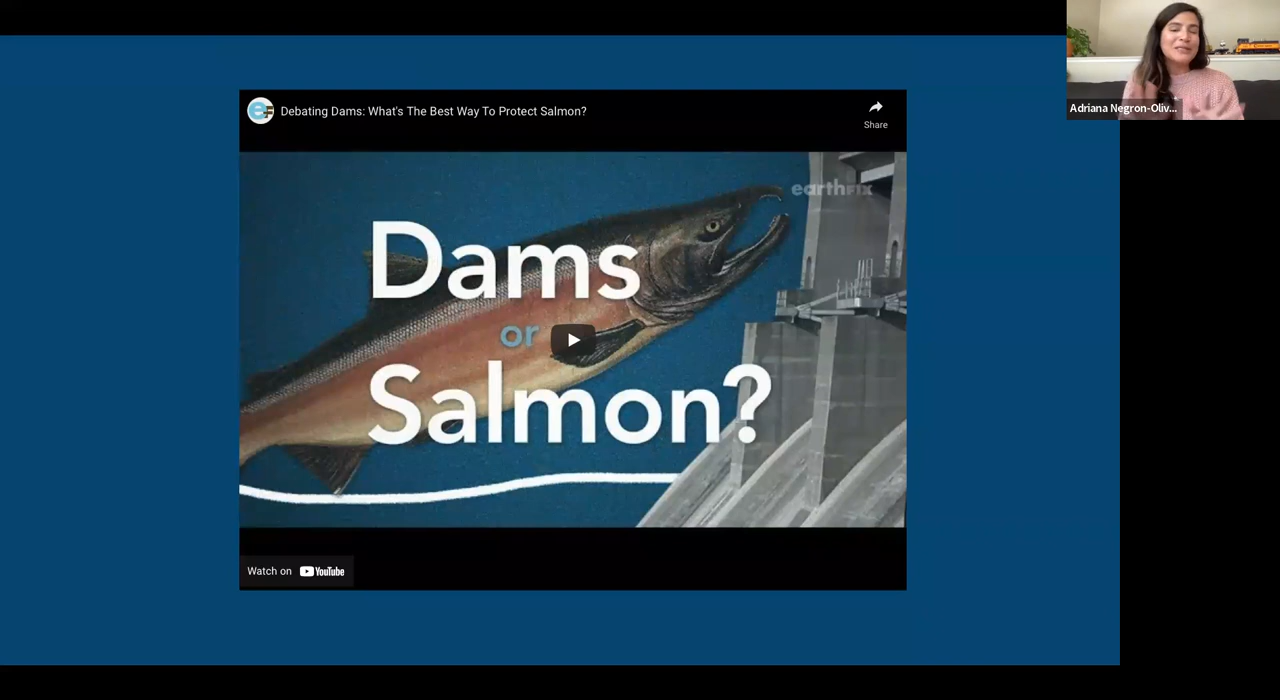 Debating Dams: What's The Best Way To Protect Salmon?
Share
Adriana Negron-Oliv...
earthFIX
Dams
or
Salmon?
Watch on YouTube